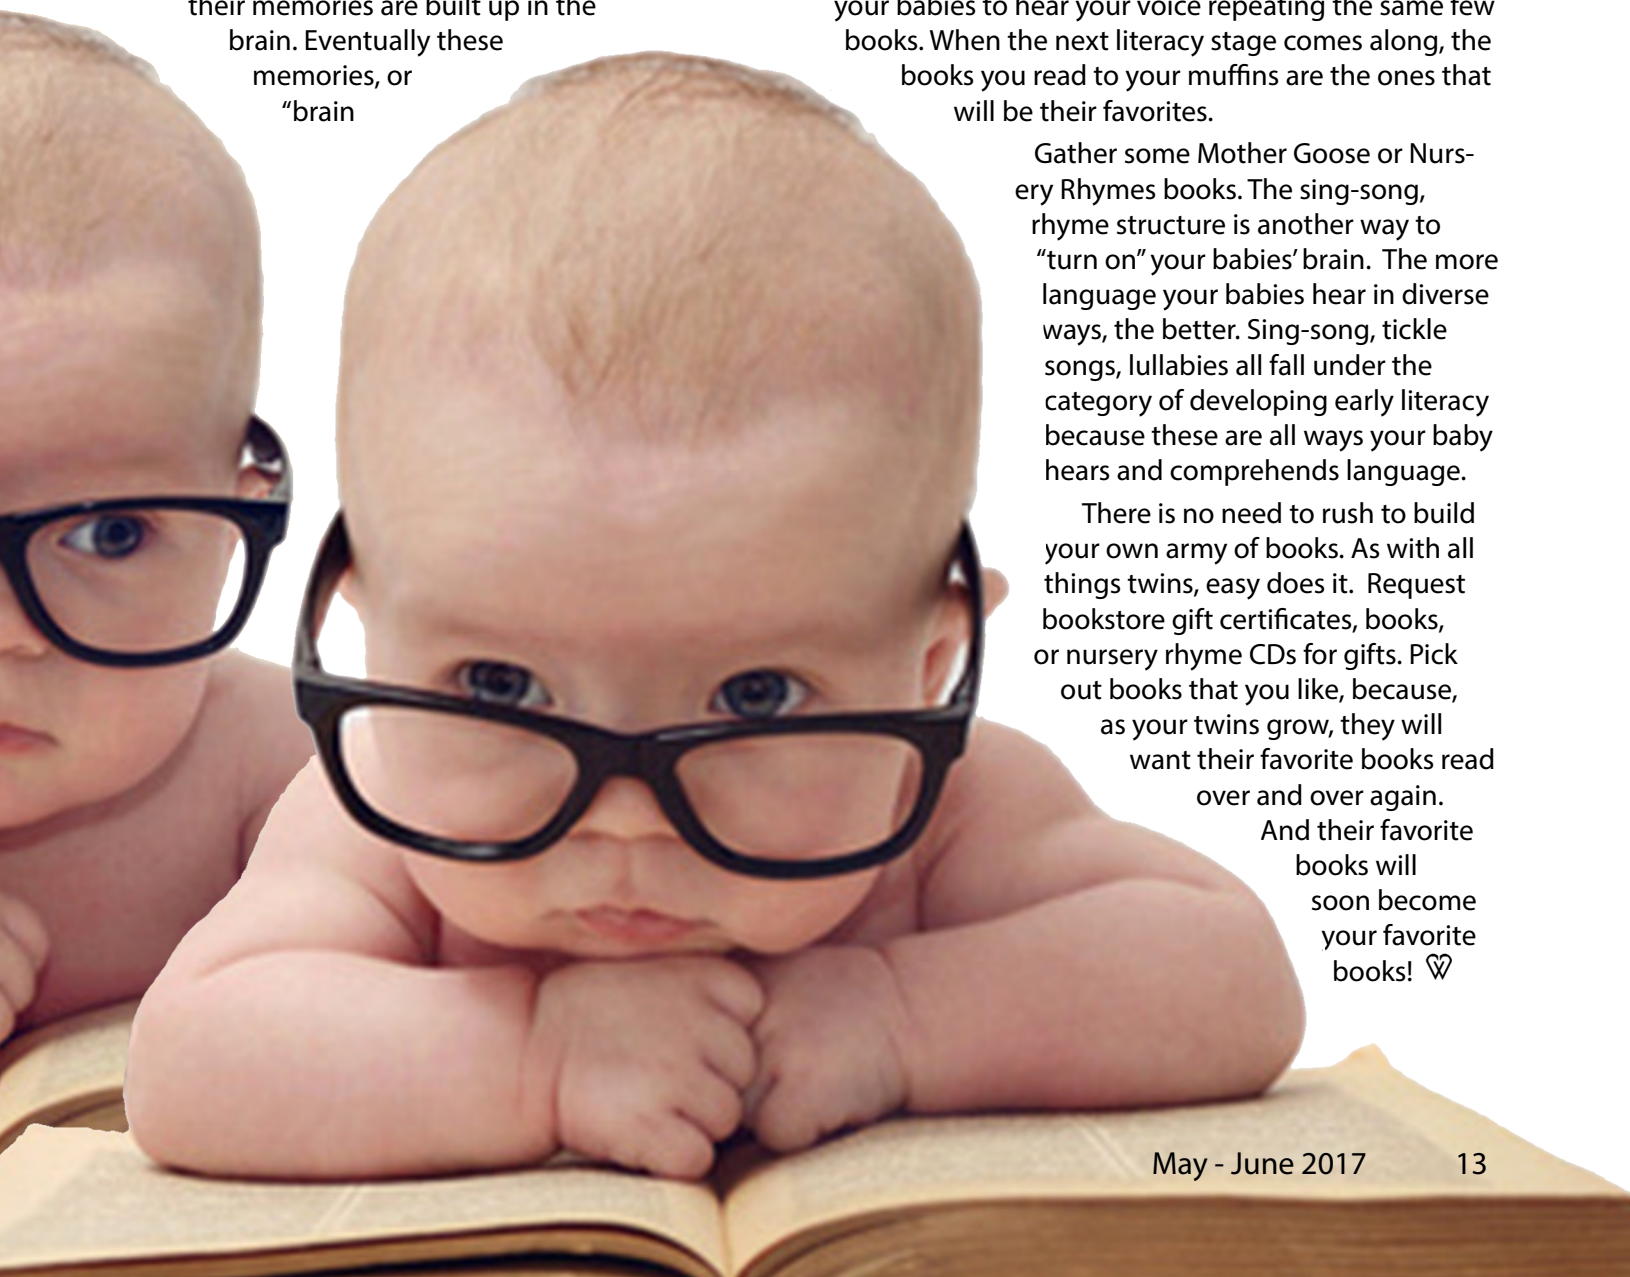 their memories are built up in the
brain. Eventually these
memories, or
“brain
your babies to hear your voice repeating the same few
books. When the next literacy stage comes along, the
books you read to your muffins are the ones that
will be their favorites.
Gather some Mother Goose or Nurs-
ery Rhymes books. The sing-song,
rhyme structure is another way to
“turn on” your babies’ brain.  The more
language your babies hear in diverse
ways, the better. Sing-song, tickle
songs, lullabies all fall under the
category of developing early literacy
because these are all ways your baby
hears and comprehends language.
There is no need to rush to build
your own army of books. As with all
things twins, easy does it.  Request
bookstore gift certificates, books,
or nursery rhyme CDs for gifts. Pick
out books that you like, because,
as your twins grow, they will
want their favorite books read
over and over again.
And their favorite
books will
soon become
your favorite
books!
May - June 2017 13